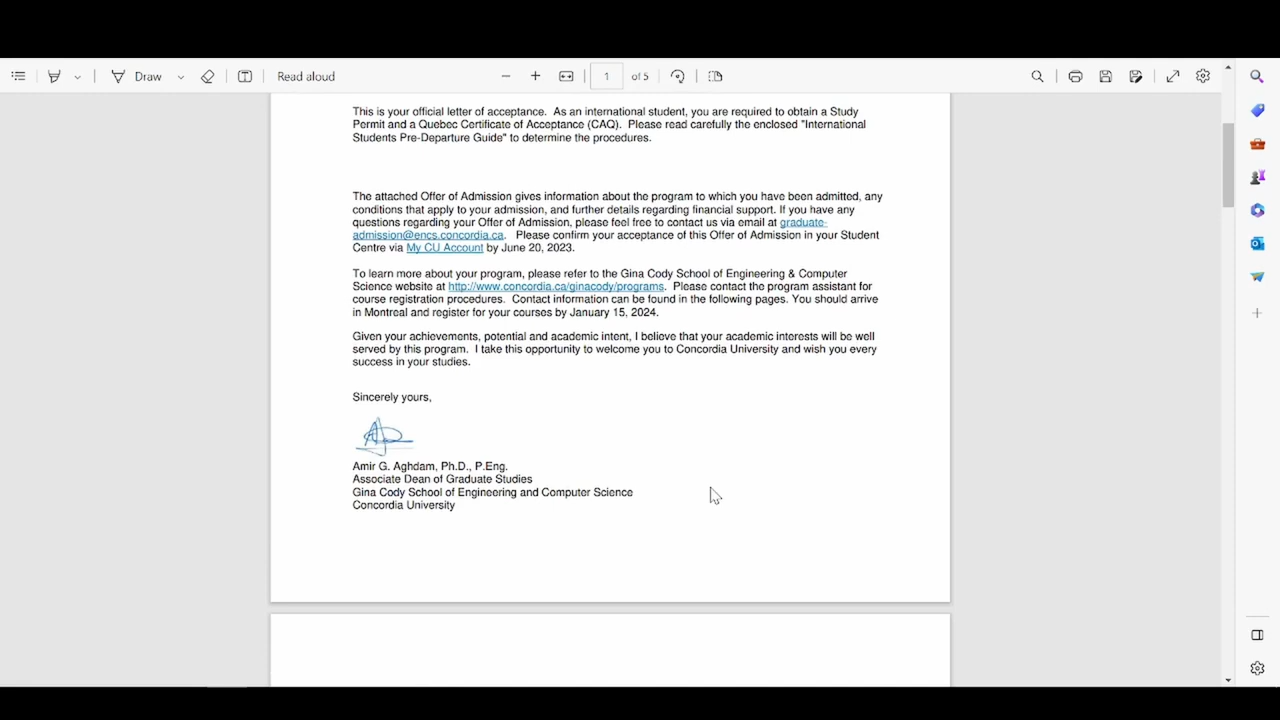 Draw
Read aloud
1 of 5
This is your official letter of acceptance. As an international student, you are required to obtain a Study
Permit and a Quebec Certificate of Acceptance (CAQ). Please read carefully the enclosed "International
Students Pre-Departure Guide" to determine the procedures.
The attached Offer of Admission gives information about the program to which you have been admitted, any
conditions that apply to your admission, and further details regarding financial support. If you have any
questions regarding your Offer of Admission, please feel free to contact us via email at graduate-
admission@encs.concordia.ca. Please confirm your acceptance of this Offer of Admission in your Student
Centre via My CU Account by June 20, 2023.
To learn more about your program, please refer to the Gina Cody School of Engineering & Computer
Science website at http://www.concordia.ca/ginacody/programs. Please contact the program assistant for
course registration procedures. Contact information can be found in the following pages. You should arrive
in Montreal and register for your courses by January 15, 2024.
Given your achievements, potential and academic intent, I believe that your academic interests will be well
served by this program. I take this opportunity to welcome you to Concordia University and wish you every
success in your studies.
Sincerely yours,
Amir G. Aghdam, Ph.D., P.Eng.
Associate Dean of Graduate Studies
Gina Cody School of Engineering and Computer Science
Concordia University